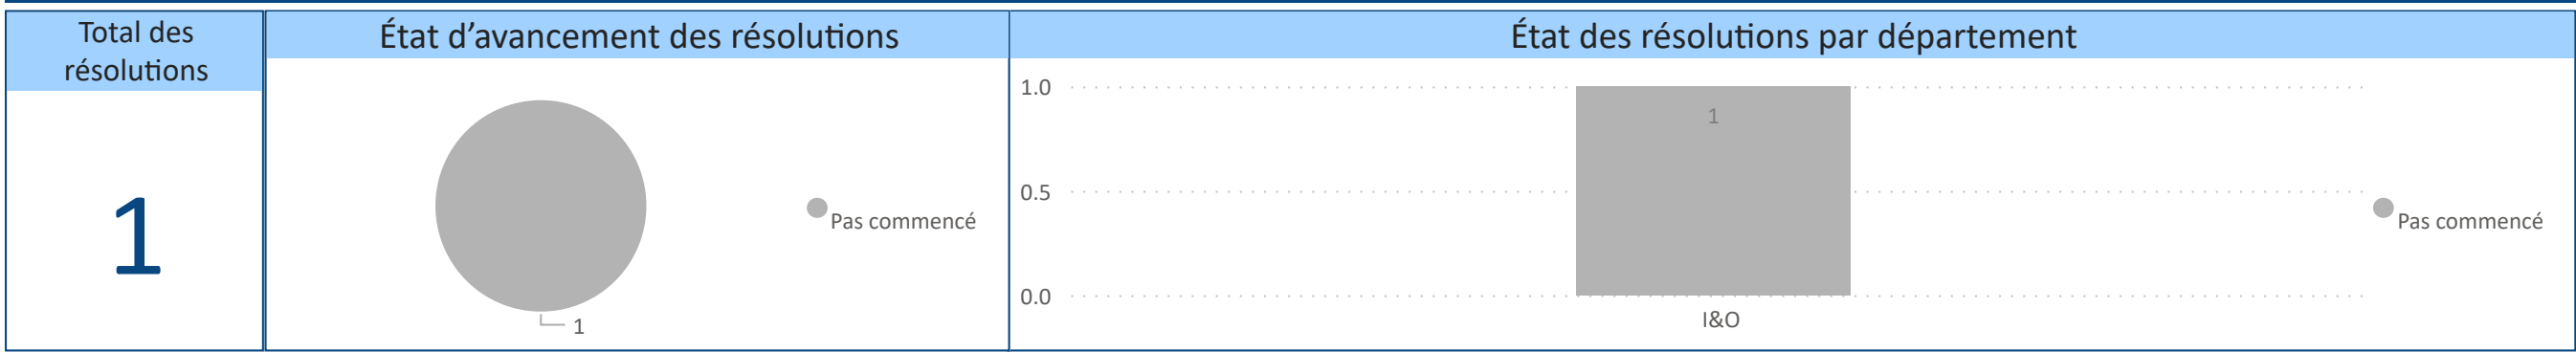 Total des
résolutions
1
État d’avancement des résolutions
1
Pas commencé
État des résolutions par département
1.0
0.5
0.0
1
I&O
Pas commencé